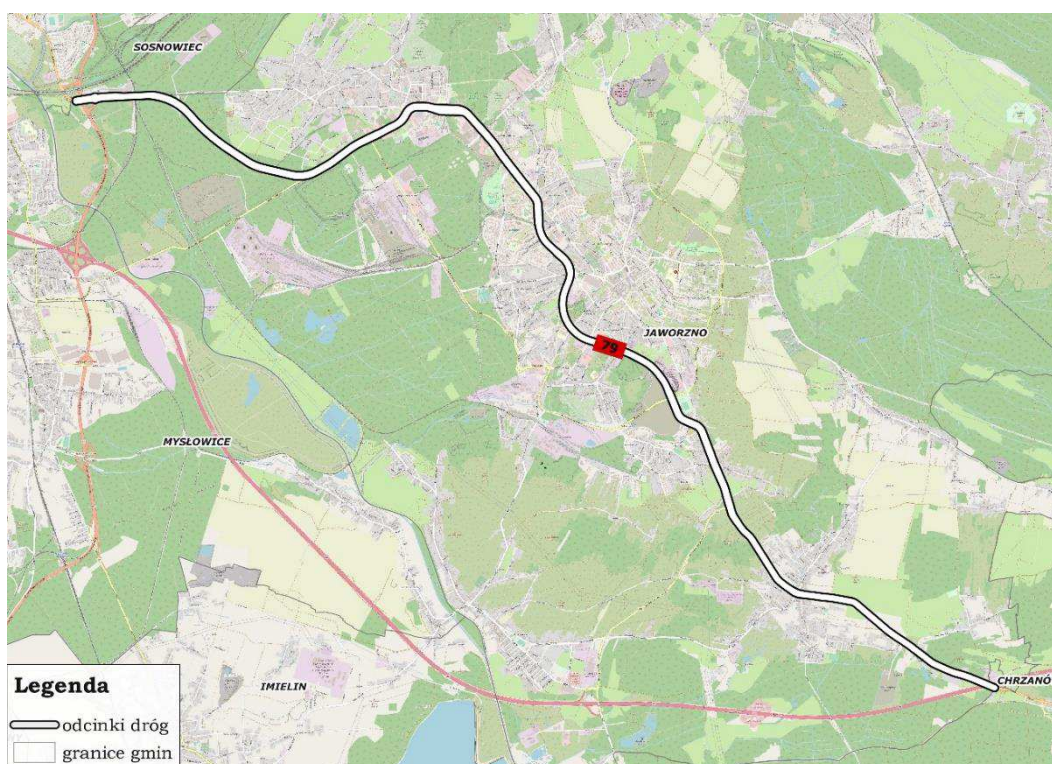 SOSNOWIEC
JAWORZNO
79
MYSŁOWICE
IMIELIN
CHRZANÓ
Legenda
odcinki dróg
granice gmin